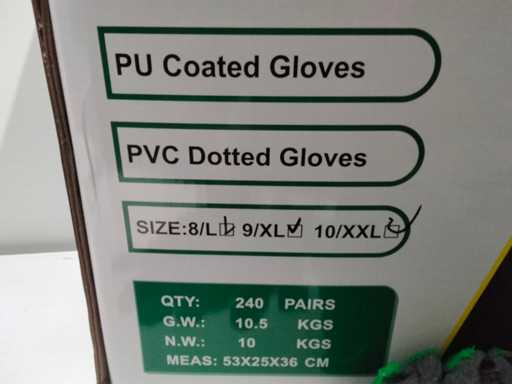 PU Coated Gloves
PVC Dotted Gloves
SIZE:8/L☑ 9/XL☑ 10/XXL☑
QTY: 240 PAIRS
G.W.: 10.5 KGS
N.W.: 10 KGS
MEAS: 53X25X36 CM